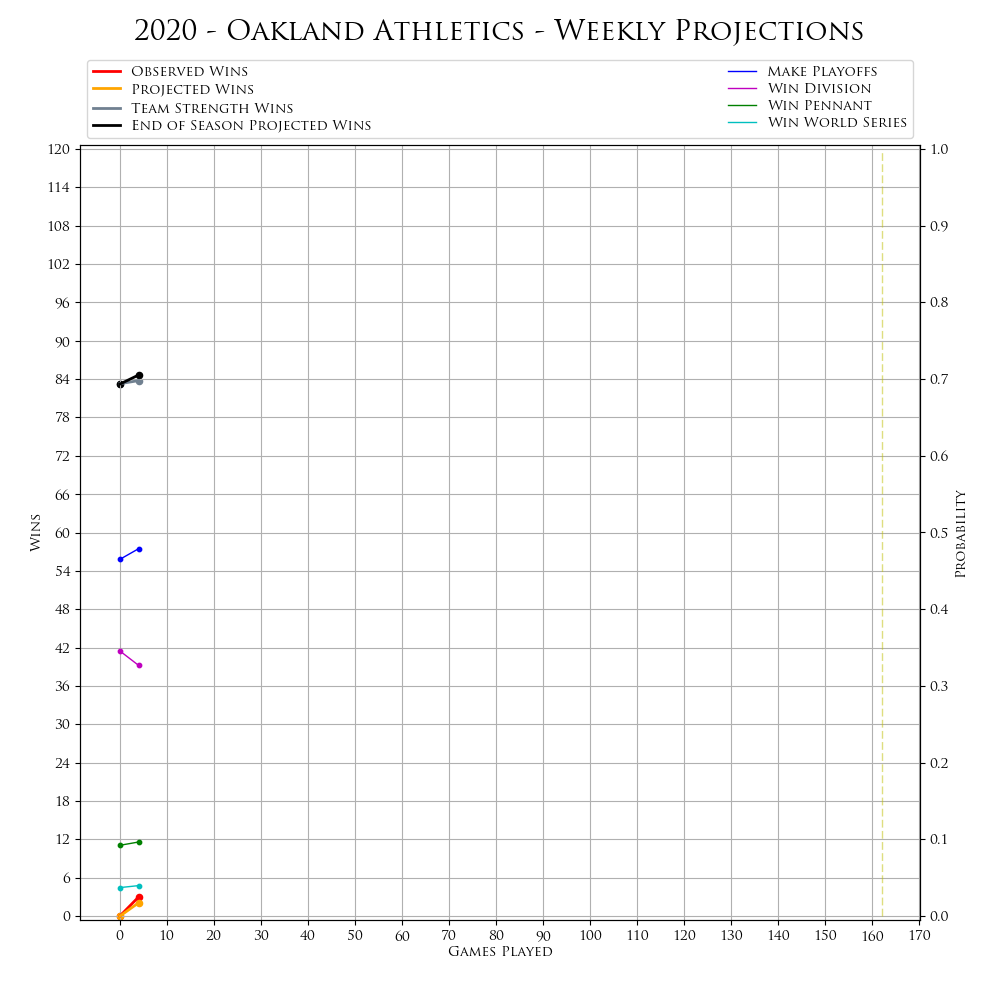 2020 - Oakland Athletics - Weekly Projections
Observed Wins
Projected Wins
Team Strength Wins
End of Season Projected Wins
Make Playoffs
Win Division
Win Pennant
Win World Series
120
114
108
102
96
90
84
78
72
66
60
54
48
42
36
30
24
18
12
6
0
Wins
1.0
0.9
0.8
0.7
0.6
0.5
0.4
0.3
0.2
0.1
0.0
Probability
0 10 20 30 40 50 60 70 80 90 100 110 120 130 140 150 160 170
Games Played